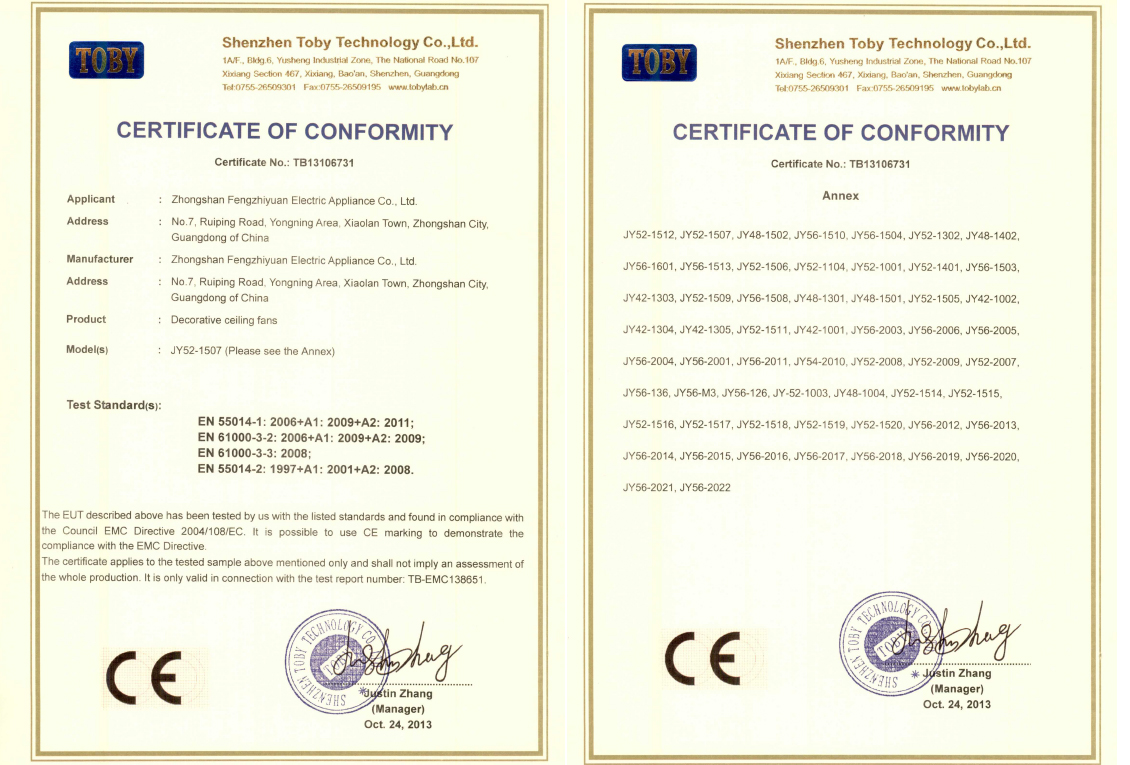 TOBY
Shenzhen Toby Technology Co.,Ltd.
1A/F., Bldg.6, Yusheng Industrial Zone, The National Road No.107
Xixiang Section 467, Xixiang, Bao'an, Shenzhen, Guangdong
Tel:0755-26509301 Fax:0755-26509195 www.tobylab.cn
CERTIFICATE OF CONFORMITY
Certificate No.: TB13106731
Applicant : Zhongshan Fengzhiyuan Electric Appliance Co., Ltd.
Address : No.7, Ruiping Road, Yongning Area, Xiaolan Town, Zhongshan City,
Guangdong of China
Manufacturer : Zhongshan Fengzhiyuan Electric Appliance Co., Ltd.
Address : No.7, Ruiping Road, Yongning Area, Xiaolan Town, Zhongshan City,
Guangdong of China
Product : Decorative ceiling fans
Model(s) : JY52-1507 (Please see the Annex)
Test Standard(s):
EN 55014-1: 2006+A1: 2009+A2: 2011;
EN 61000-3-2: 2006+A1: 2009+A2: 2009;
EN 61000-3-3: 2008;
EN 55014-2: 1997+A1: 2001+A2: 2008.
The EUT described above has been tested by us with the listed standards and found in compliance with
the Council EMC Directive 2004/108/EC. It is possible to use CE marking to demonstrate the
compliance with the EMC Directive.
The certificate applies to the tested sample above mentioned only and shall not imply an assessment of
the whole production. It is only valid in connection with the test report number: TB-EMC138651.
CE
SHENZHEN TOBY TECHNOLOGY CO.
TOBY
Justin Zhang
(Manager)
Oct. 24, 2013
TOBY
Shenzhen Toby Technology Co.,Ltd.
1A/F., Bldg.6, Yusheng Industrial Zone, The National Road No.107
Xixiang Section 467, Xixiang, Bao'an, Shenzhen, Guangdong
Tel:0755-26509301 Fax:0755-26509195 www.tobylab.cn
CERTIFICATE OF CONFORMITY
Certificate No.: TB13106731
Annex
JY52-1512, JY52-1507, JY48-1502, JY56-1510, JY56-1504, JY52-1302, JY48-1402,
JY56-1601, JY56-1513, JY52-1506, JY52-1104, JY52-1001, JY52-1401, JY56-1503,
JY42-1303, JY52-1509, JY56-1508, JY48-1301, JY48-1501, JY52-1505, JY42-1002,
JY42-1304, JY42-1305, JY52-1511, JY42-1001, JY56-2003, JY56-2006, JY56-2005,
JY56-2004, JY56-2001, JY56-2011, JY54-2010, JY52-2008, JY52-2009, JY52-2007,
JY56-136, JY56-M3, JY56-126, JY-52-1003, JY48-1004, JY52-1514, JY52-1515,
JY52-1516, JY52-1517, JY52-1518, JY52-1519, JY52-1520, JY56-2012, JY56-2013,
JY56-2014, JY56-2015, JY56-2016, JY56-2017, JY56-2018, JY56-2019, JY56-2020,
JY56-2021, JY56-2022
CE
SHENZHEN TOBY TECHNOLOGY
TOBY
Justin Zhang
(Manager)
Oct. 24, 2013